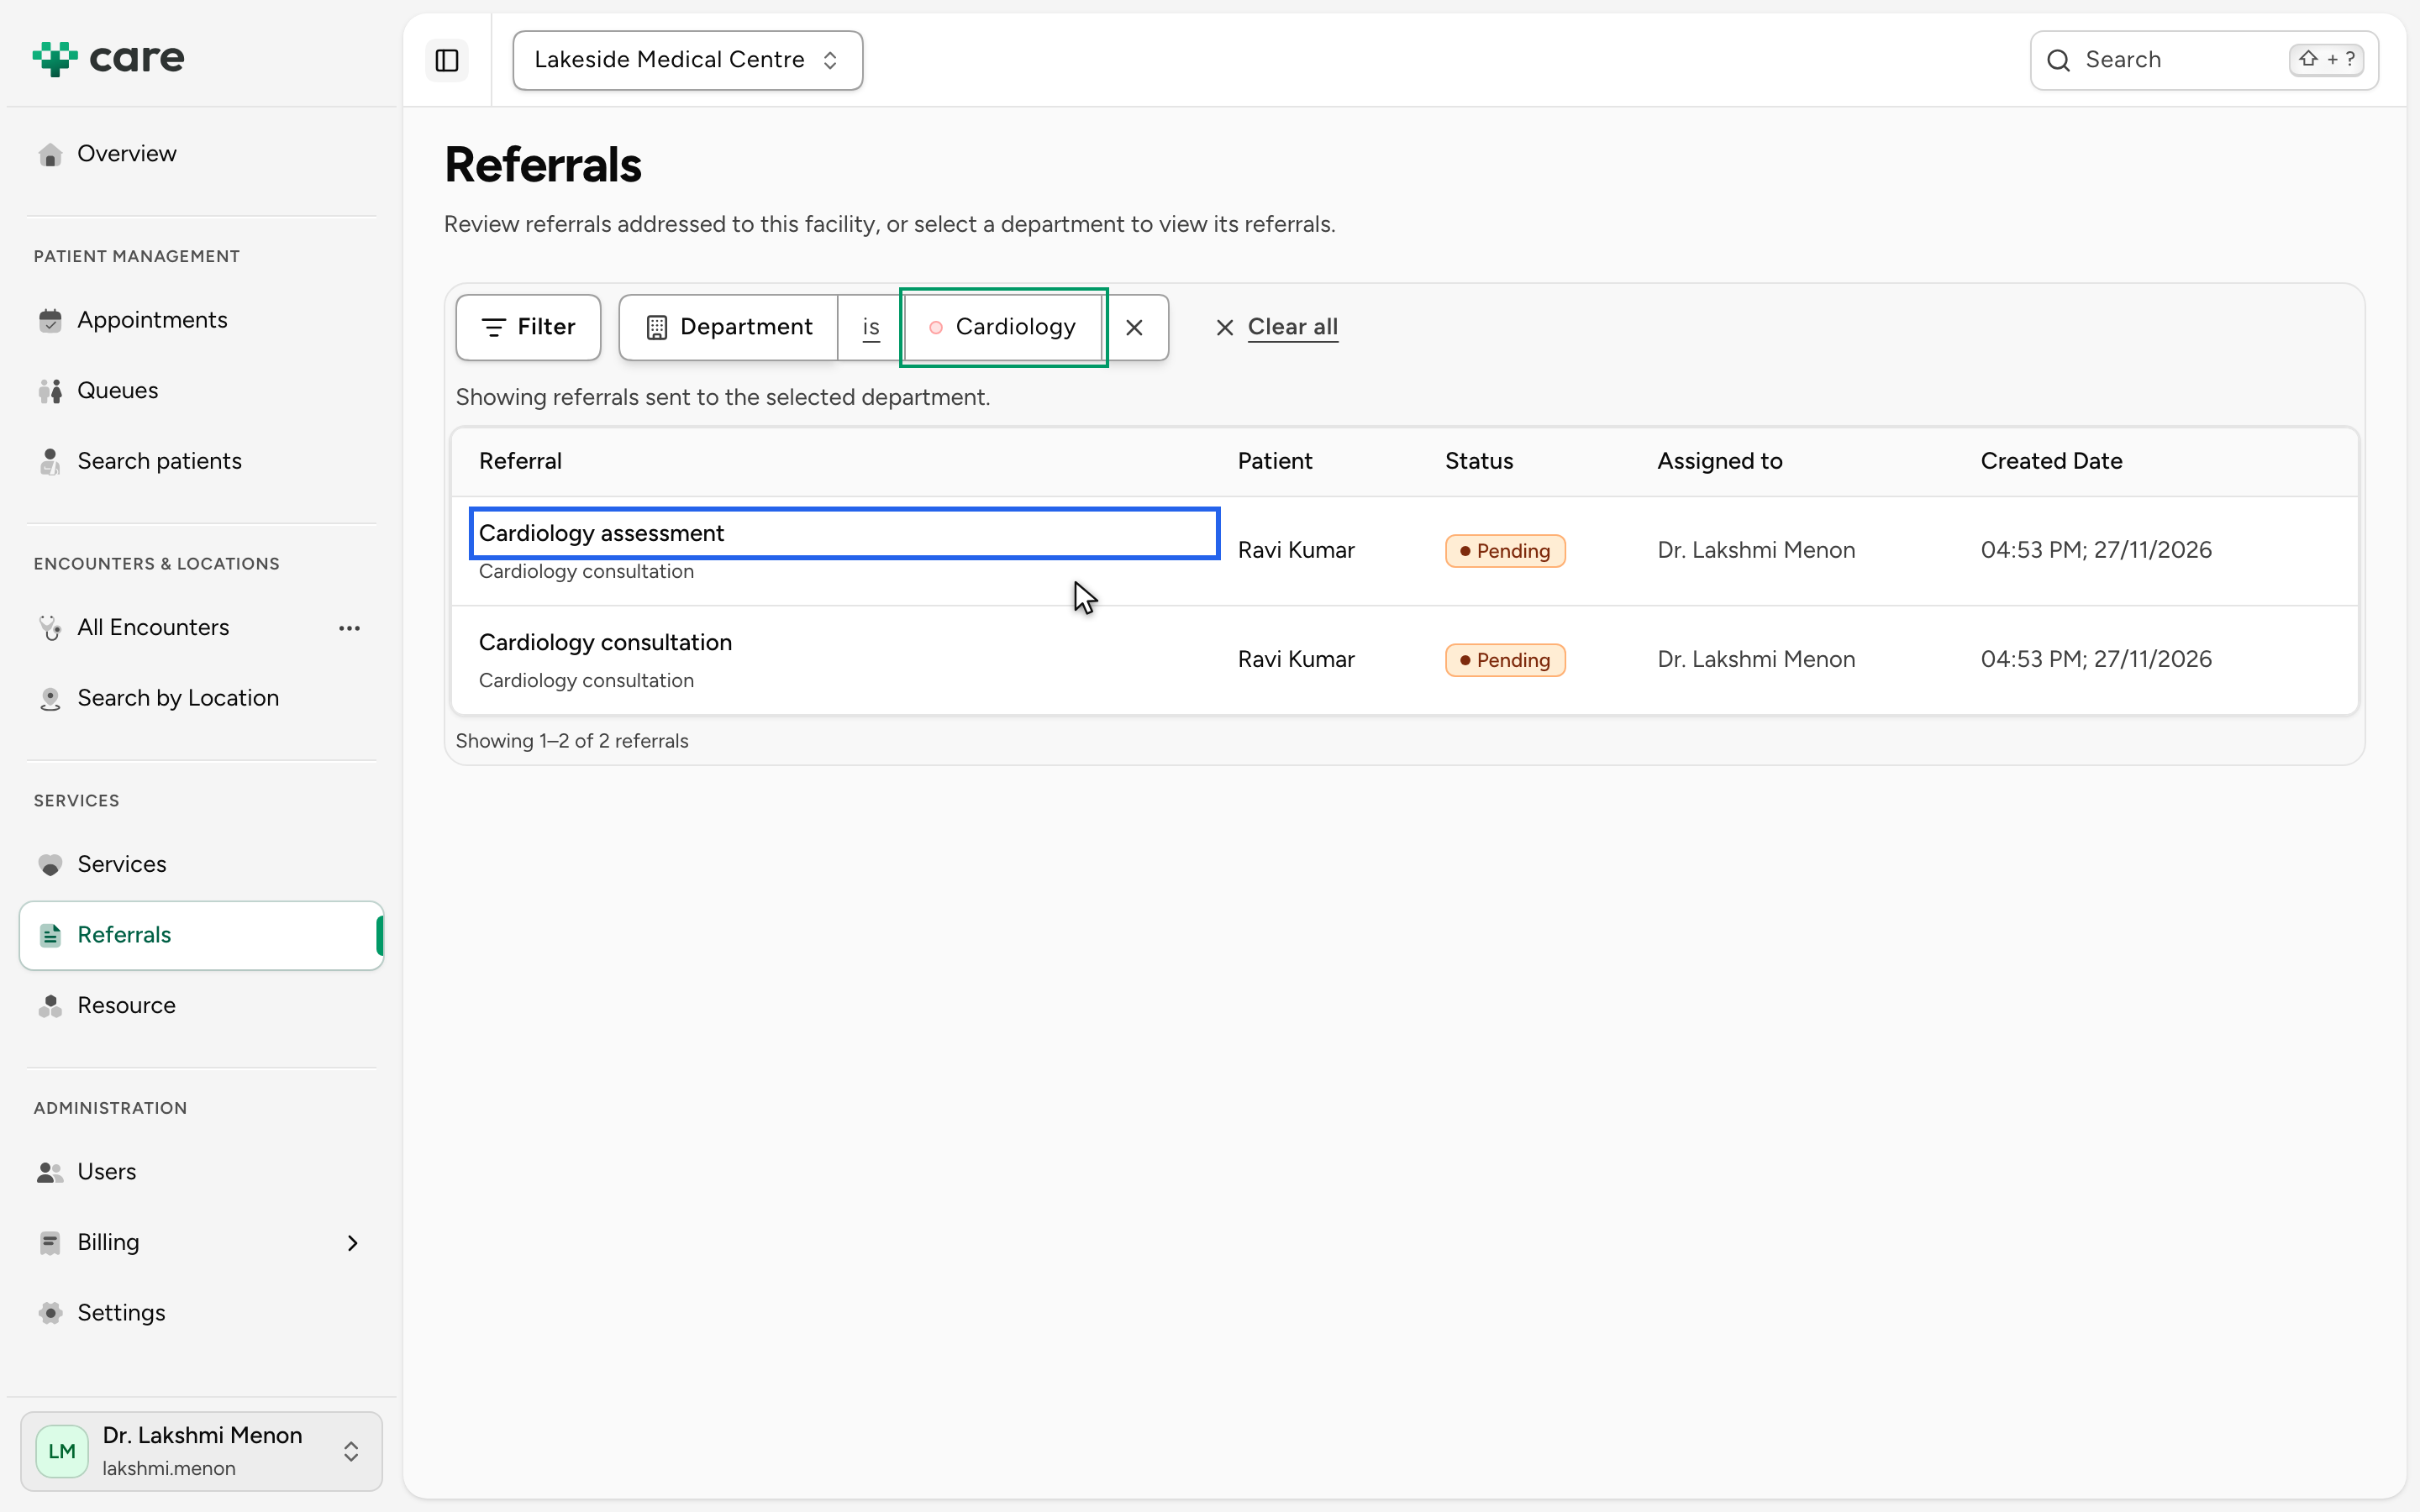 care
Lakeside Medical Centre
Search
+ ?
Overview
PATIENT MANAGEMENT
Appointments
Queues
Search patients
ENCOUNTERS & LOCATIONS
All Encounters
Search by Location
SERVICES
Services
Referrals
Resource
ADMINISTRATION
Users
Billing
Settings
LM
Dr. Lakshmi Menon
lakshmi.menon
Referrals
Review referrals addressed to this facility, or select a department to view its referrals.
Filter
Department
is
Cardiology
Clear all
Showing referrals sent to the selected department.
Referral Patient Status Assigned to Created Date
Cardiology assessment
Cardiology consultation
Ravi Kumar Pending Dr. Lakshmi Menon 04:53 PM; 27/11/2026
Cardiology consultation
Cardiology consultation
Ravi Kumar Pending Dr. Lakshmi Menon 04:53 PM; 27/11/2026
Showing 1–2 of 2 referrals